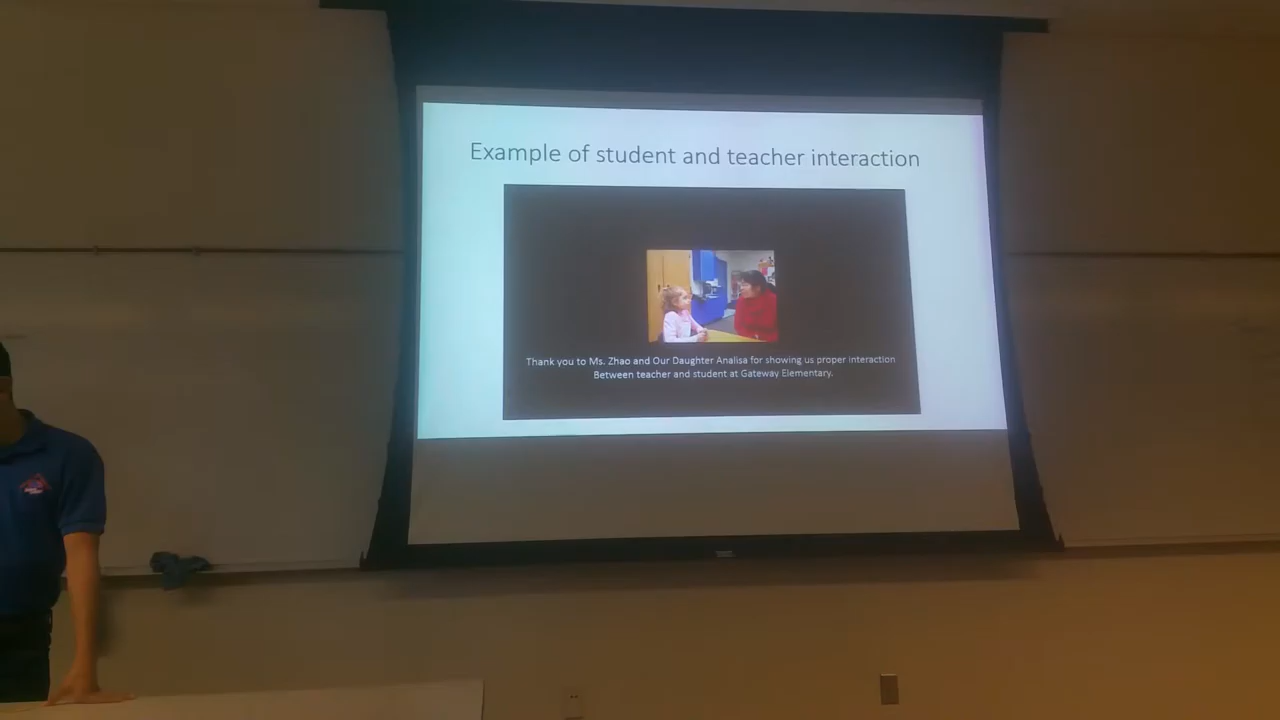 Example of student and teacher interaction
Thank you to Ms. Zhao and Our Daughter Analisa for showing us proper interaction
Between teacher and student at Gateway Elementary.